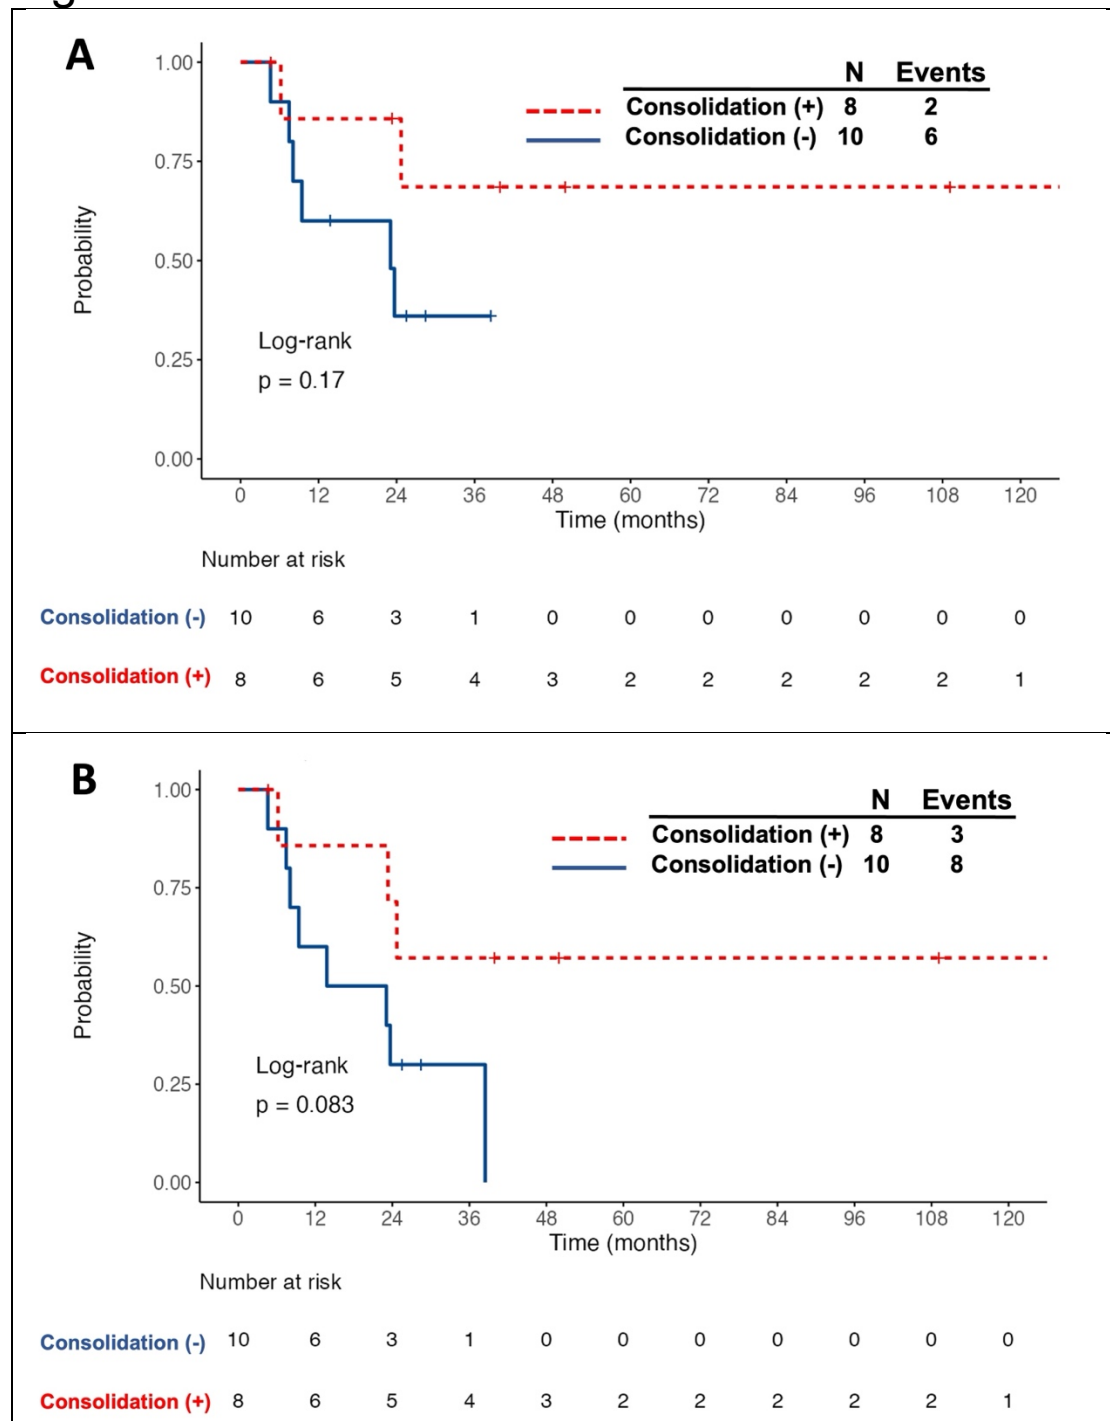 A
N Events
Consolidation (+) 8 2
Consolidation (-) 10 6
1.00
0.75
0.50
0.25
0.00
Probability
Log-rank
p = 0.17
0 12 24 36 48 60 72 84 96 108 120
Time (months)
Number at risk
Consolidation (-) 10 6 3 1 0 0 0 0 0 0 0
Consolidation (+) 8 6 5 4 3 2 2 2 2 2 1
B
N Events
Consolidation (+) 8 3
Consolidation (-) 10 8
1.00
0.75
0.50
0.25
0.00
Probability
Log-rank
p = 0.083
0 12 24 36 48 60 72 84 96 108 120
Time (months)
Number at risk
Consolidation (-) 10 6 3 1 0 0 0 0 0 0 0
Consolidation (+) 8 6 5 4 3 2 2 2 2 2 1